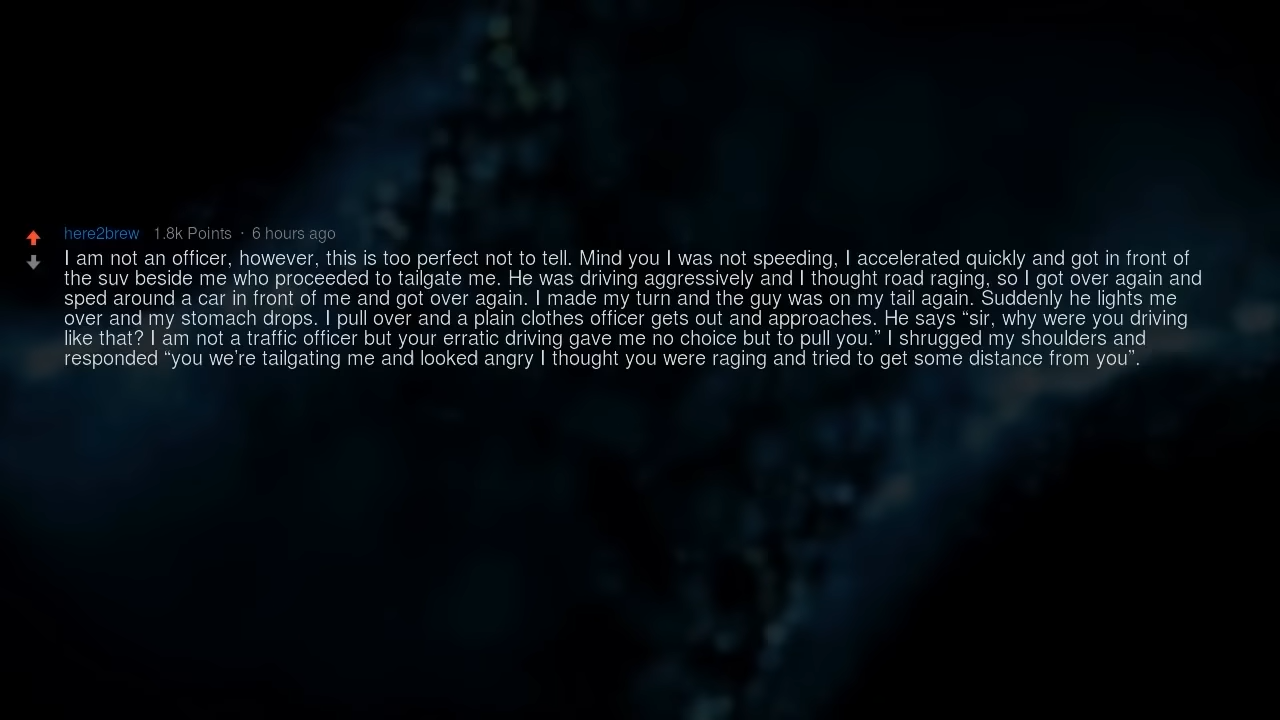 here2brew 1.8k Points · 6 hours ago
I am not an officer, however, this is too perfect not to tell. Mind you I was not speeding, I accelerated quickly and got in front of
the suv beside me who proceeded to tailgate me. He was driving aggressively and I thought road raging, so I got over again and
sped around a car in front of me and got over again. I made my turn and the guy was on my tail again. Suddenly he lights me
over and my stomach drops. I pull over and a plain clothes officer gets out and approaches. He says “sir, why were you driving
like that? I am not a traffic officer but your erratic driving gave me no choice but to pull you.” I shrugged my shoulders and
responded “you we’re tailgating me and looked angry I thought you were raging and tried to get some distance from you”.